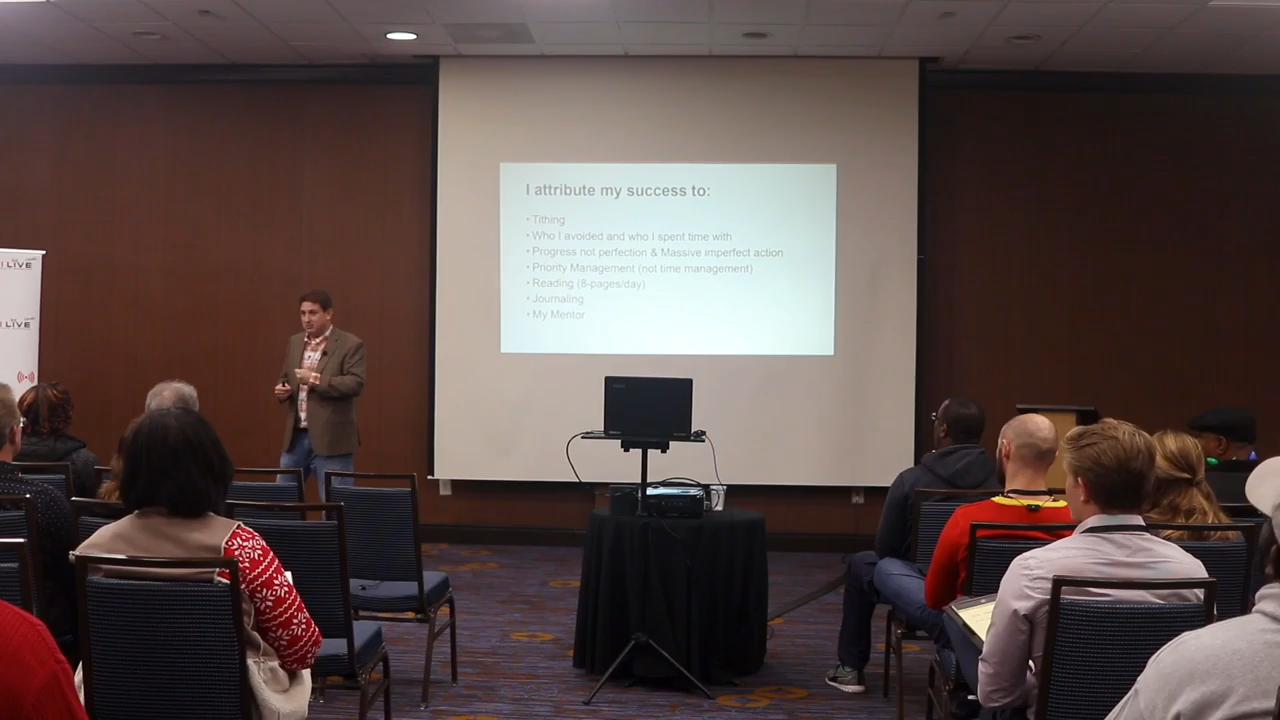 I attribute my success to:
• Tithing
• Who I avoided and who I spent time with
• Progress not perfection & Massive imperfect action
• Priority Management (not time management)
• Reading (8-pages/day)
• Journaling
• My Mentor
LIVE
LIVE